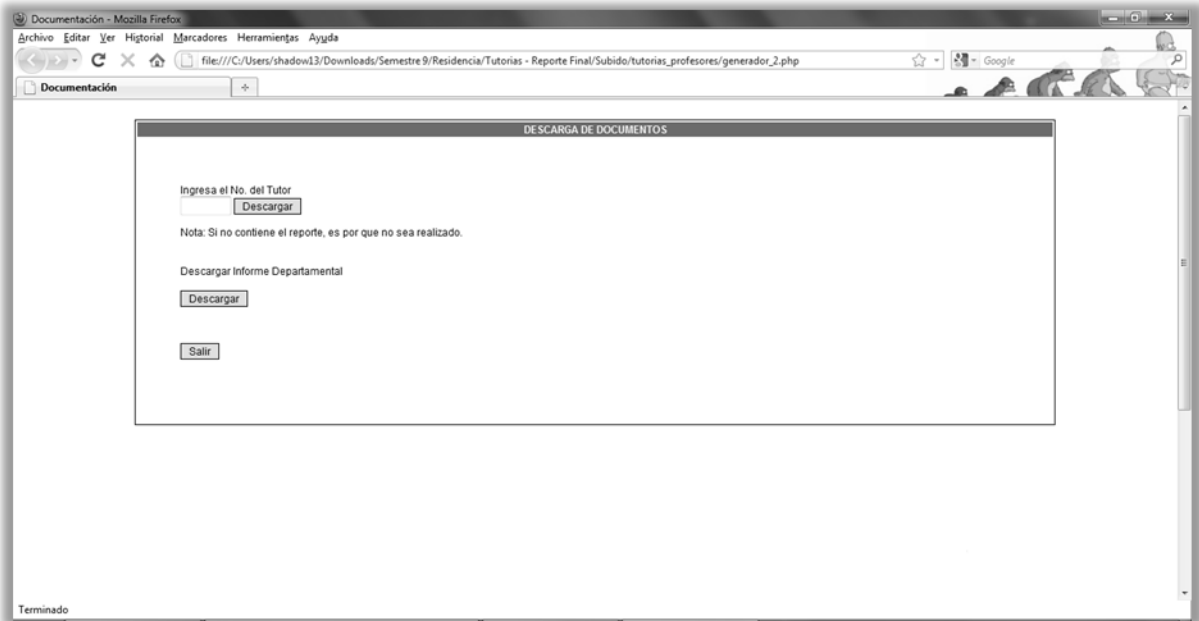 Documentación - Mozilla Firefox
Archivo Editar Ver Historial Marcadores Herramientas Ayuda
file:///C:/Users/shadow13/Downloads/Semestre 9/Residencia/Tutorias - Reporte Final/Subido/tutorias_profesores/generador_2.php
Google
Documentación
DESCARGA DE DOCUMENTOS
Ingresa el No. del Tutor
Descargar
Nota: Si no contiene el reporte, es por que no sea realizado.
Descargar Informe Departamental
Descargar
Salir
Terminado